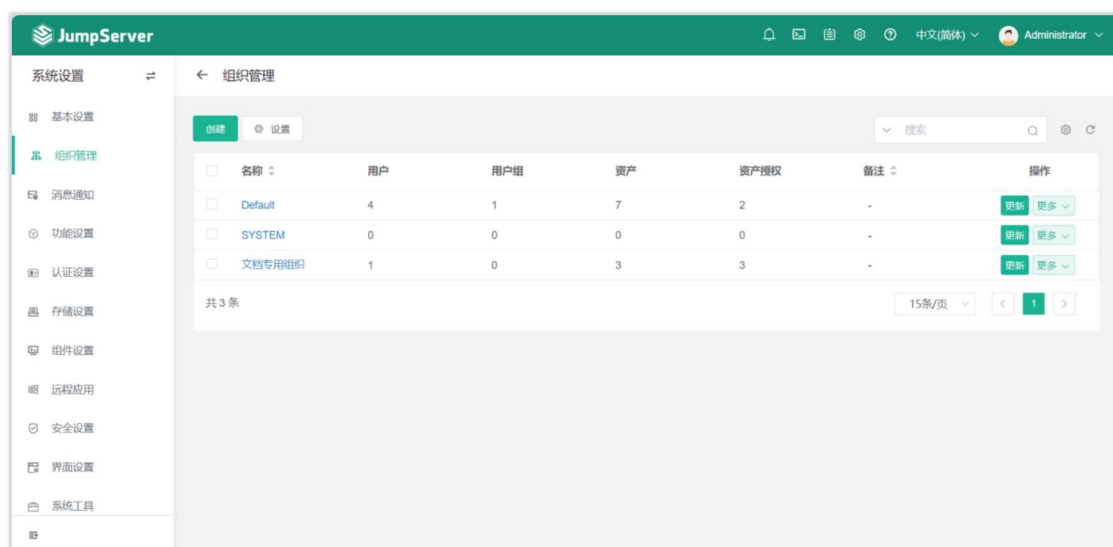 JumpServer
中文(简体)
Administrator
系统设置
组织管理
基本设置
组织管理
消息通知
功能设置
认证设置
存储设置
组件设置
远程应用
安全设置
界面设置
系统工具
创建 设置 搜索
名称 用户 用户组 资产 资产授权 备注 操作
Default 4 1 7 2 - 更新 更多
SYSTEM 0 0 0 0 - 更新 更多
文档专用组织 1 0 3 3 - 更新 更多
共 3 条 15条/页 1